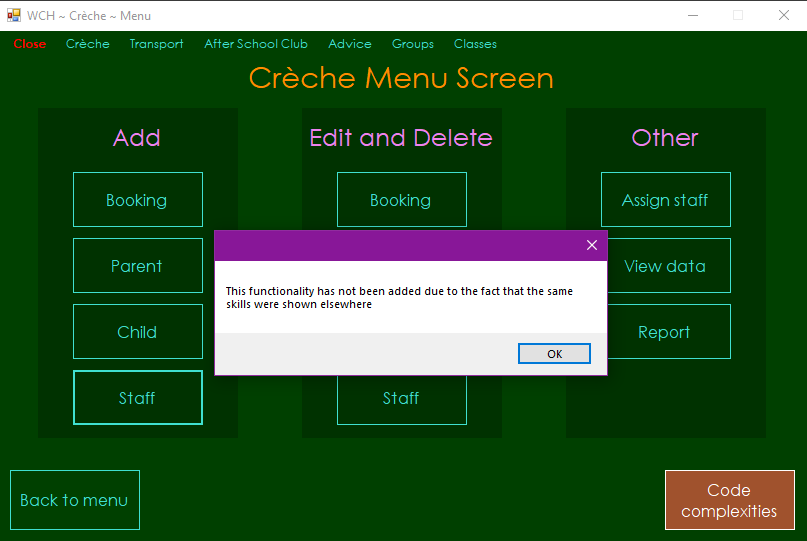 WCH ~ Crèche ~ Menu
Close Crèche Transport After School Club Advice Groups Classes
Crèche Menu Screen
Add
Booking
Parent
Child
Staff
Edit and Delete
Booking
Staff
Other
Assign staff
View data
Report
This functionality has not been added due to the fact that the same
skills were shown elsewhere
OK
Back to menu
Code
complexities